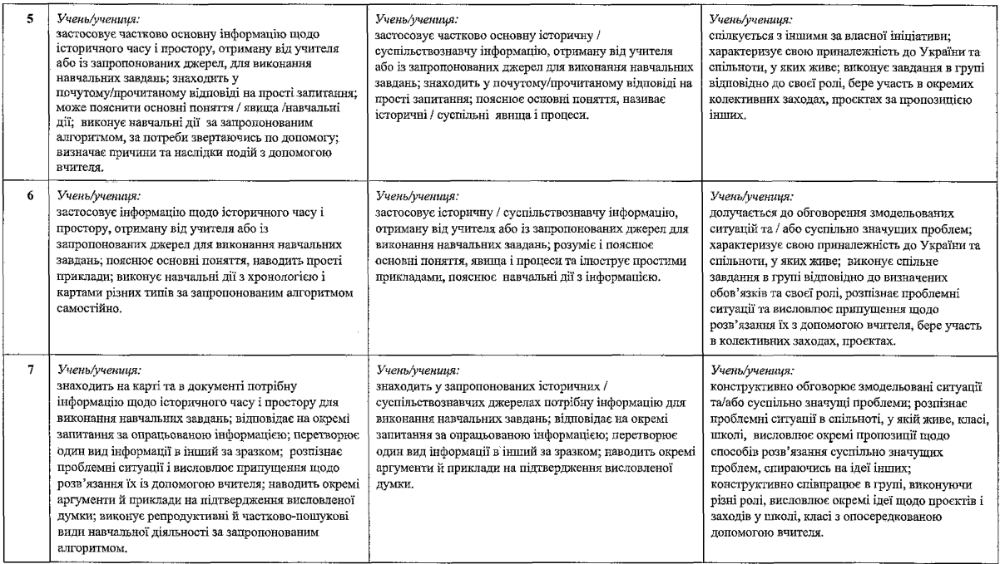 5
Учень/учениця:
застосовує частково основну інформацію щодо
історичного часу і простору, отриману від учителя
або із запропонованих джерел, для виконання
навчальних завдань; знаходить у
почутому/прочитаному відповіді на прості запитання;
може пояснити основні поняття / явища /навчальні
дії; виконує навчальні дії за запропонованим
алгоритмом, за потреби звертаючись по допомогу;
визначає причини та наслідки подій з допомогою
вчителя.
Учень/учениця:
застосовує частково основну історичну /
суспільствознавчу інформацію, отриману від учителя
або із запропонованих джерел для виконання навчальних
завдань; знаходить у почутому/прочитаному відповіді на
прості запитання; пояснює основні поняття, називає
історичні / суспільні явища і процеси.
Учень/учениця:
спілкується з іншими за власної ініціативи;
характеризує свою приналежність до України та
спільноти, у яких живе; виконує завдання в групі
відповідно до своєї ролі, бере участь в окремих
колективних заходах, проєктах за пропозицією
інших.
6
Учень/учениця:
застосовує інформацію щодо історичного часу і
простору, отриману від учителя або із
запропонованих джерел для виконання навчальних
завдань; пояснює основні поняття, наводить прості
приклади; виконує навчальні дії з хронологією і
картами різних типів за запропонованим алгоритмом
самостійно.
Учень/учениця:
застосовує історичну / суспільствознавчу інформацію,
отриману від учителя або із запропонованих джерел для
виконання навчальних завдань; розуміє і пояснює
основні поняття, явища і процеси та ілюструє простими
прикладами, пояснює навчальні дії з інформацією.
Учень/учениця:
долучається до обговорення змодельованих
ситуацій та / або суспільно значущих проблем;
характеризує свою приналежність до України та
спільноти, у яких живе; виконує спільне
завдання в групі відповідно до визначених
обов’язків та своєї ролі, розпізнає проблемні
ситуації та висловлює припущення щодо
розв’язання їх з допомогою вчителя, бере участь
в колективних заходах, проєктах.
7
Учень/учениця:
знаходить на карті та в документі потрібну
інформацію щодо історичного часу і простору для
виконання навчальних завдань; відповідає на окремі
запитання за опрацьованою інформацією; перетворює
один вид інформації в інший за зразком; розпізнає
проблемні ситуації і висловлює припущення щодо
розв’язання їх із допомогою вчителя; наводить окремі
аргументи й приклади на підтвердження висловленої
думки; виконує репродуктивні й частково-пошукові
види навчальної діяльності за запропонованим
алгоритмом.
Учень/учениця:
знаходить у запропонованих історичних /
суспільствознавчих джерелах потрібну інформацію для
виконання навчальних завдань; відповідає на окремі
запитання за опрацьованою інформацією; перетворює
один вид інформації в інший за зразком; наводить окремі
аргументи й приклади на підтвердження висловленої
думки.
Учень/учениця:
конструктивно обговорює змодельовані ситуації
та/або суспільно значущі проблеми; розпізнає
проблемні ситуації в спільноті, у якій живе, класі,
школі, висловлює окремі пропозиції щодо
способів розв’язання суспільно значущих
проблем, спираючись на ідеї інших;
конструктивно співпрацює в групі, виконуючи
різні ролі, висловлює окремі ідеї щодо проєктів і
заходів у школі, класі з опосередкованою
допомогою вчителя.